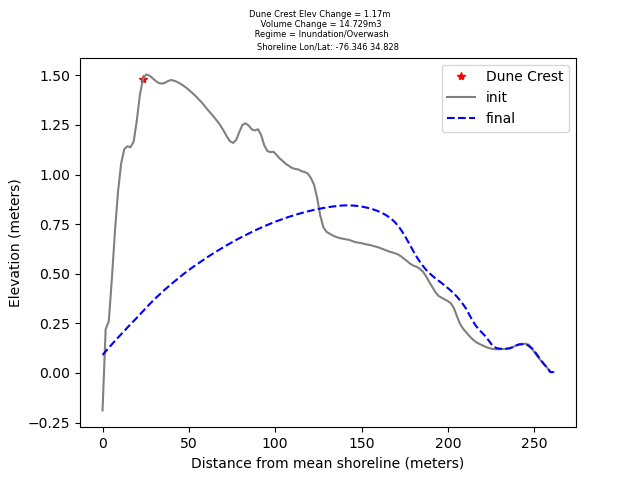 Dune Crest Elev Change = 1.17m
Volume Change = 14.729m3
Regime = Inundation/Overwash
Shoreline Lon/Lat: -76.346 34.828
Dune Crest
init
final
1.50
1.25
1.00
0.75
0.50
0.25
0.00
−0.25
Elevation (meters)
0 50 100 150 200 250
Distance from mean shoreline (meters)